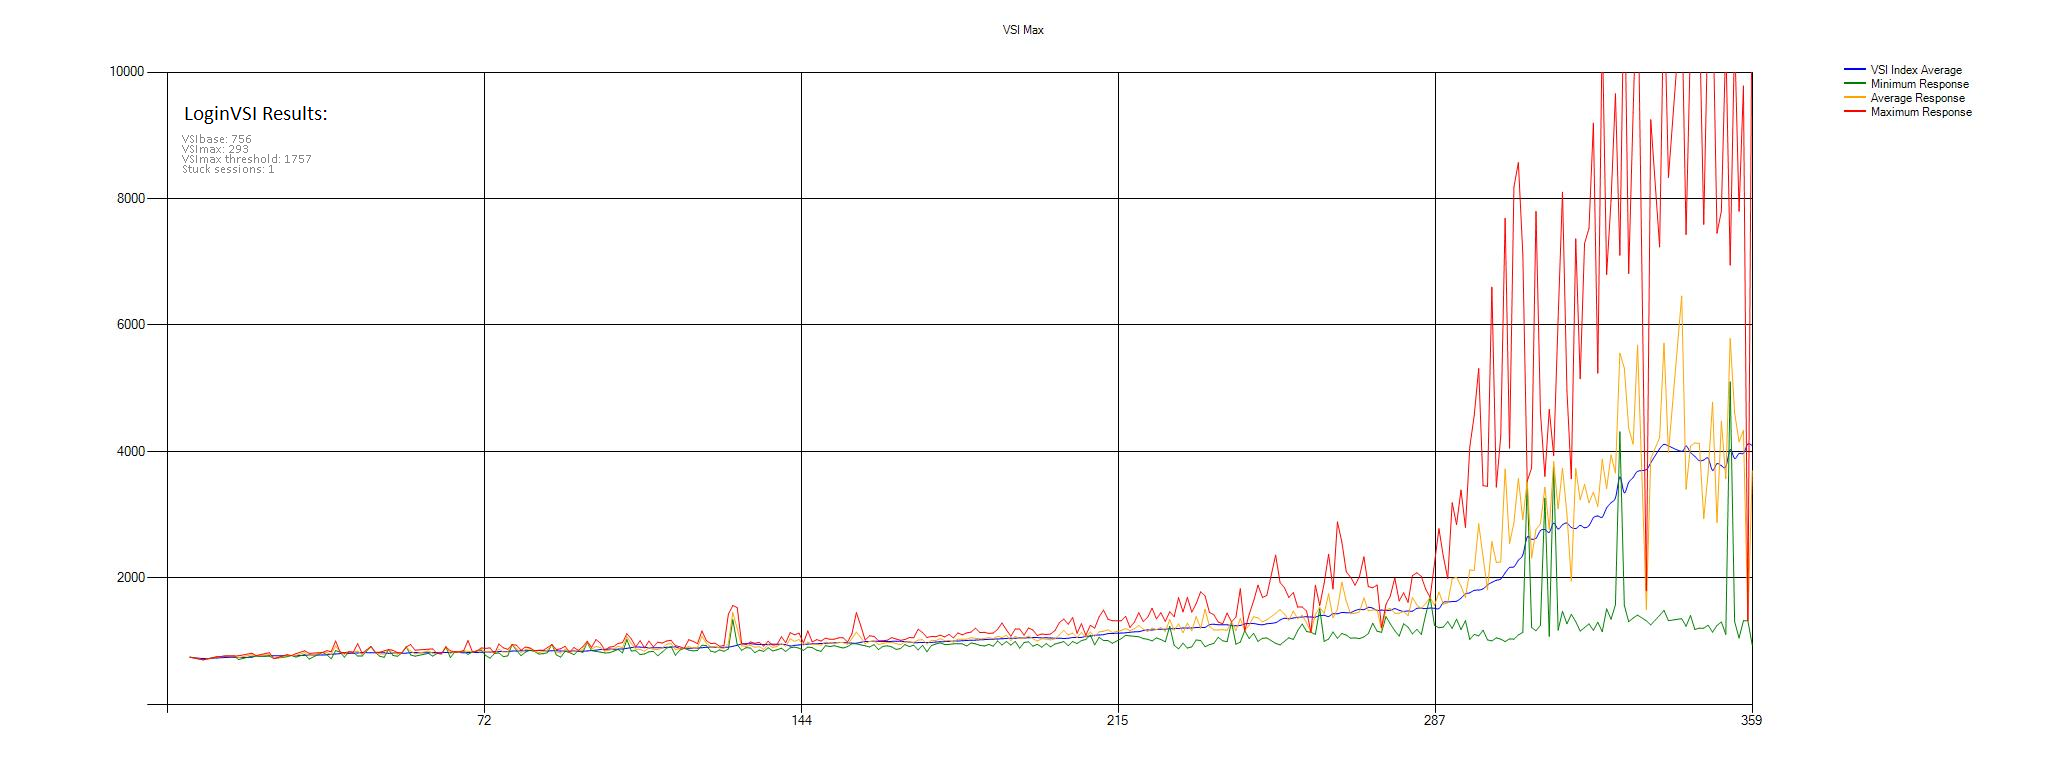 VSI Max
10000
8000
6000
4000
2000
LoginVSI Results:
VSIbase: 756
VSImax: 293
VSImax threshold: 1757
Stuck sessions: 1
VSI Index Average
Minimum Response
Average Response
Maximum Response
72
144
215
287
359